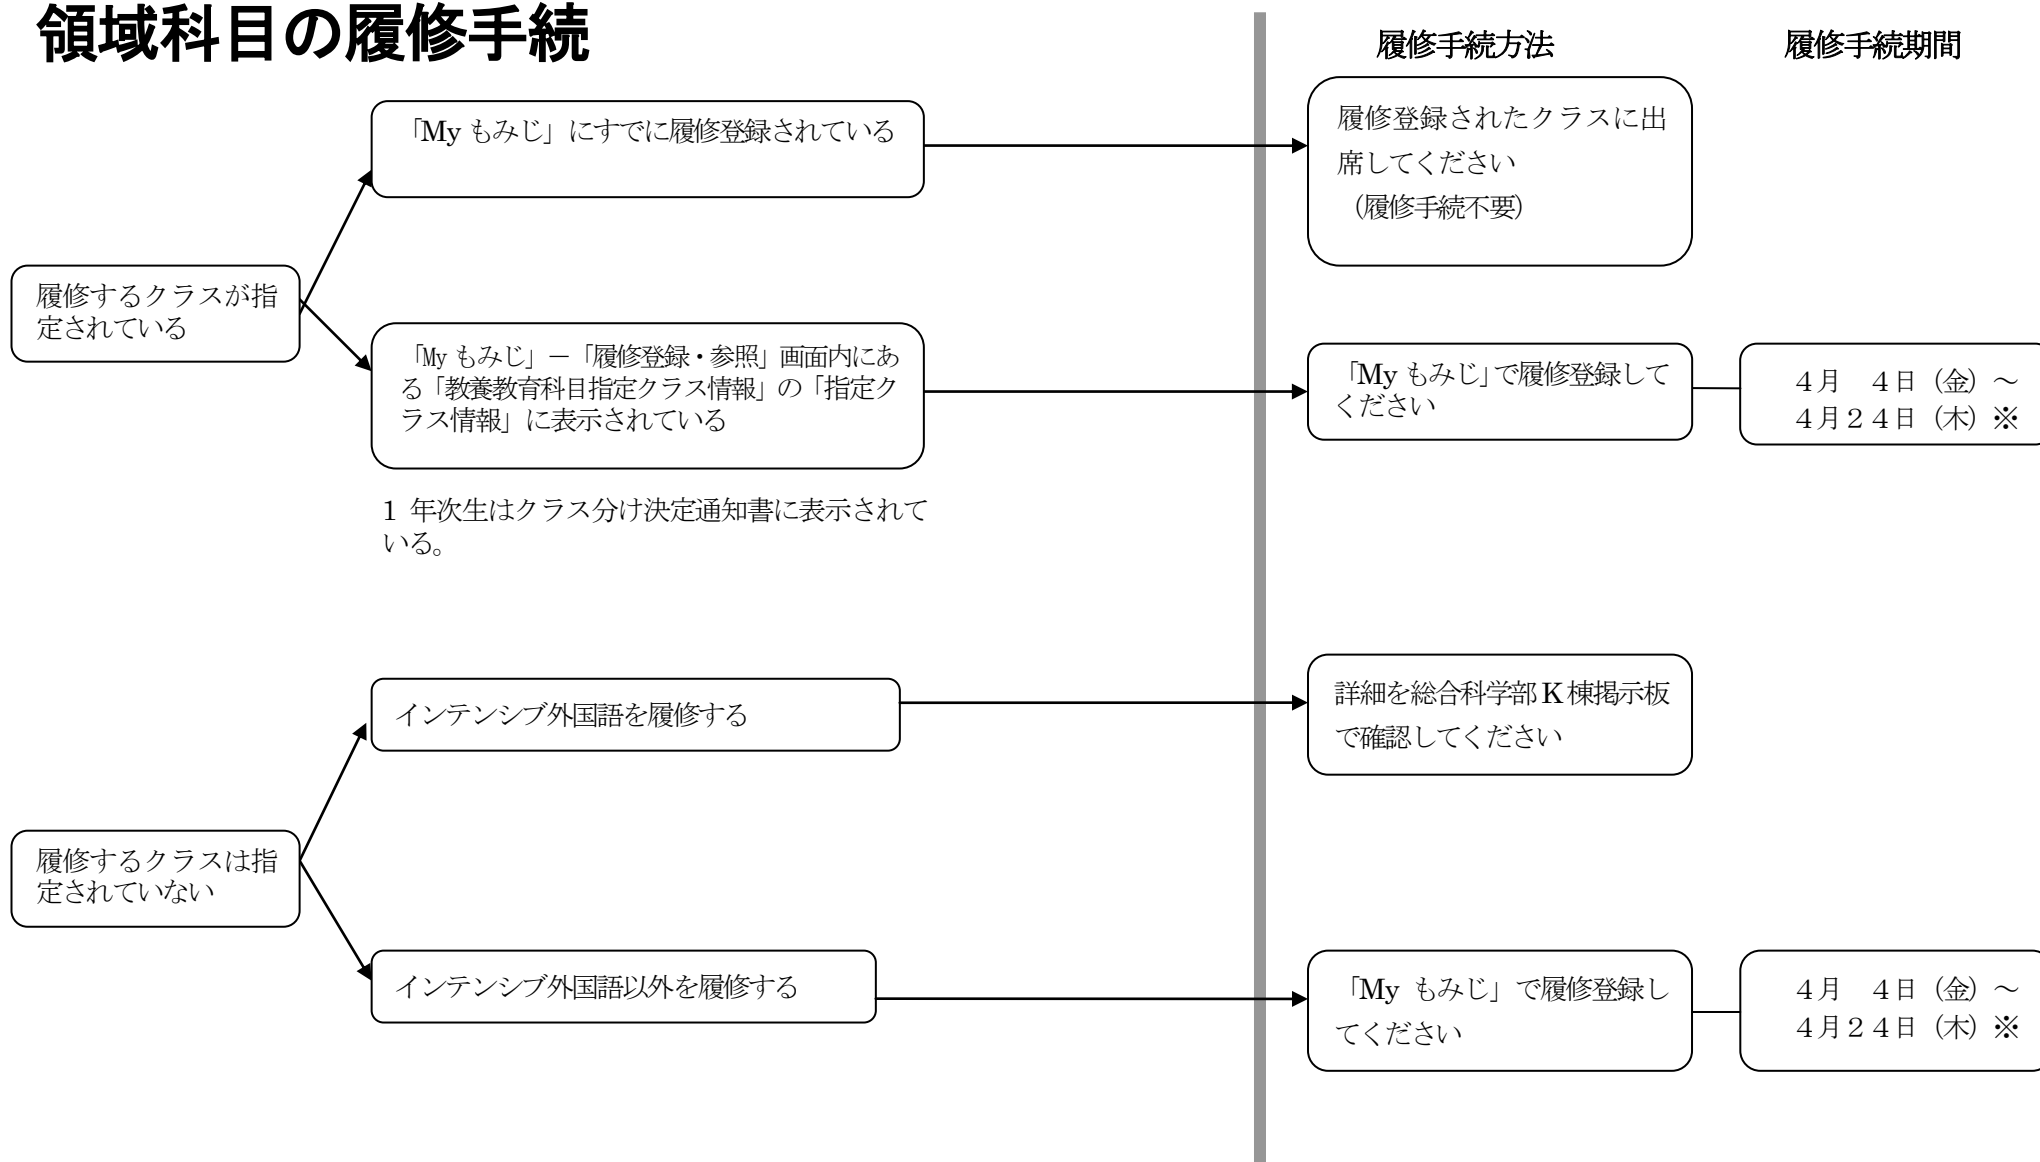 領域科目の履修手続
履修手続方法
履修手続期間
「My もみじ」にすでに履修登録されている
履修登録されたクラスに出
席してください
（履修手続不要）
履修するクラスが指
定されている
「My もみじ」－「履修登録・参照」画面内にあ
る「教養教育科目指定クラス情報」の「指定ク
ラス情報」に表示されている
「My もみじ」で履修登録して
ください
４月　４日（金）～
４月２４日（木）※
1 年次生はクラス分け決定通知書に表示されて
いる。
インテンシブ外国語を履修する
詳細を総合科学部 K 棟掲示板
で確認してください
履修するクラスは指
定されていない
インテンシブ外国語以外を履修する
「My もみじ」で履修登録し
てください
４月　４日（金）～
４月２４日（木）※